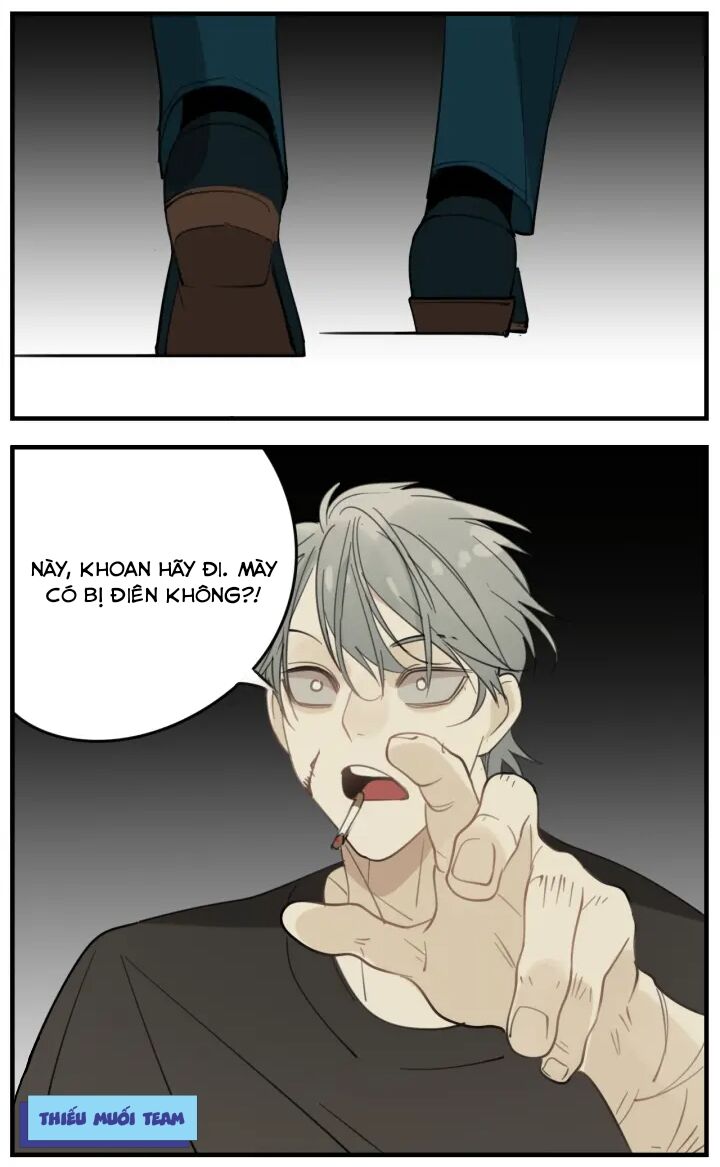 NÀY, KHOAN HÃY ĐI. MÀY
CÓ BỊ ĐIÊN KHÔNG?!
THIẾU MUỐI TEAM